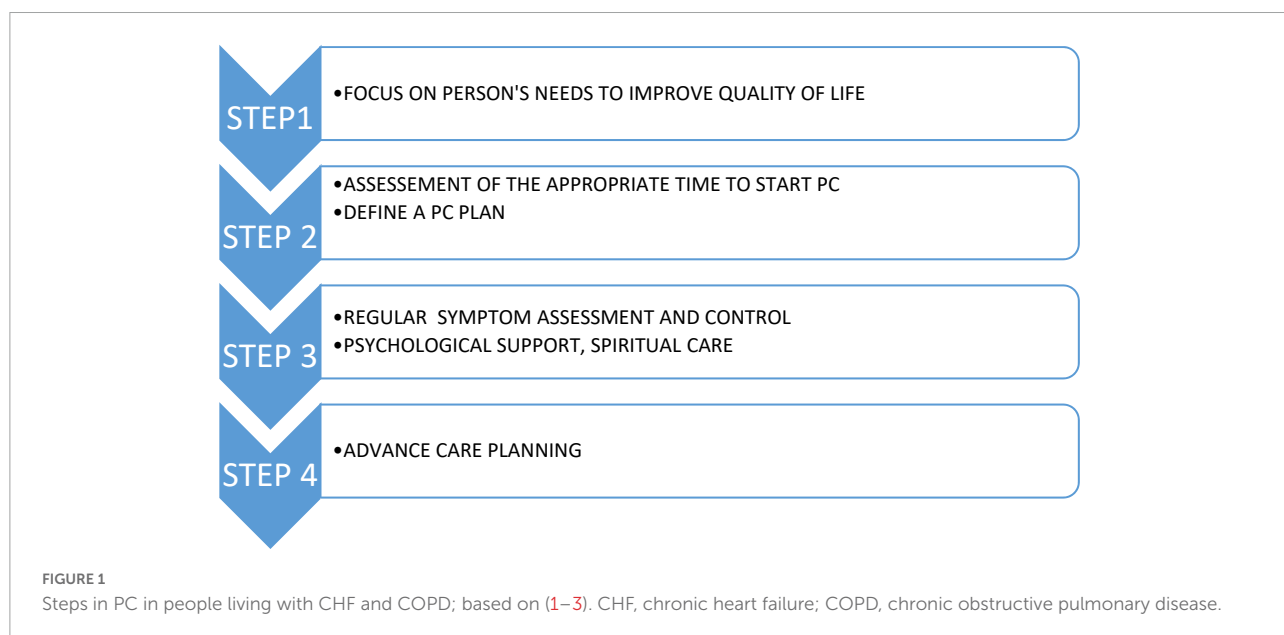 STEP1
•FOCUS ON PERSON'S NEEDS TO IMPROVE QUALITY OF LIFE
STEP 2
•ASSESSEMENT OF THE APPROPRIATE TIME TO START PC
•DEFINE A PC PLAN
STEP 3
•REGULAR SYMPTOM ASSESSMENT AND CONTROL
•PSYCHOLOGICAL SUPPORT, SPIRITUAL CARE
STEP 4
•ADVANCE CARE PLANNING
FIGURE 1
Steps in PC in people living with CHF and COPD; based on (1–3). CHF, chronic heart failure; COPD, chronic obstructive pulmonary disease.